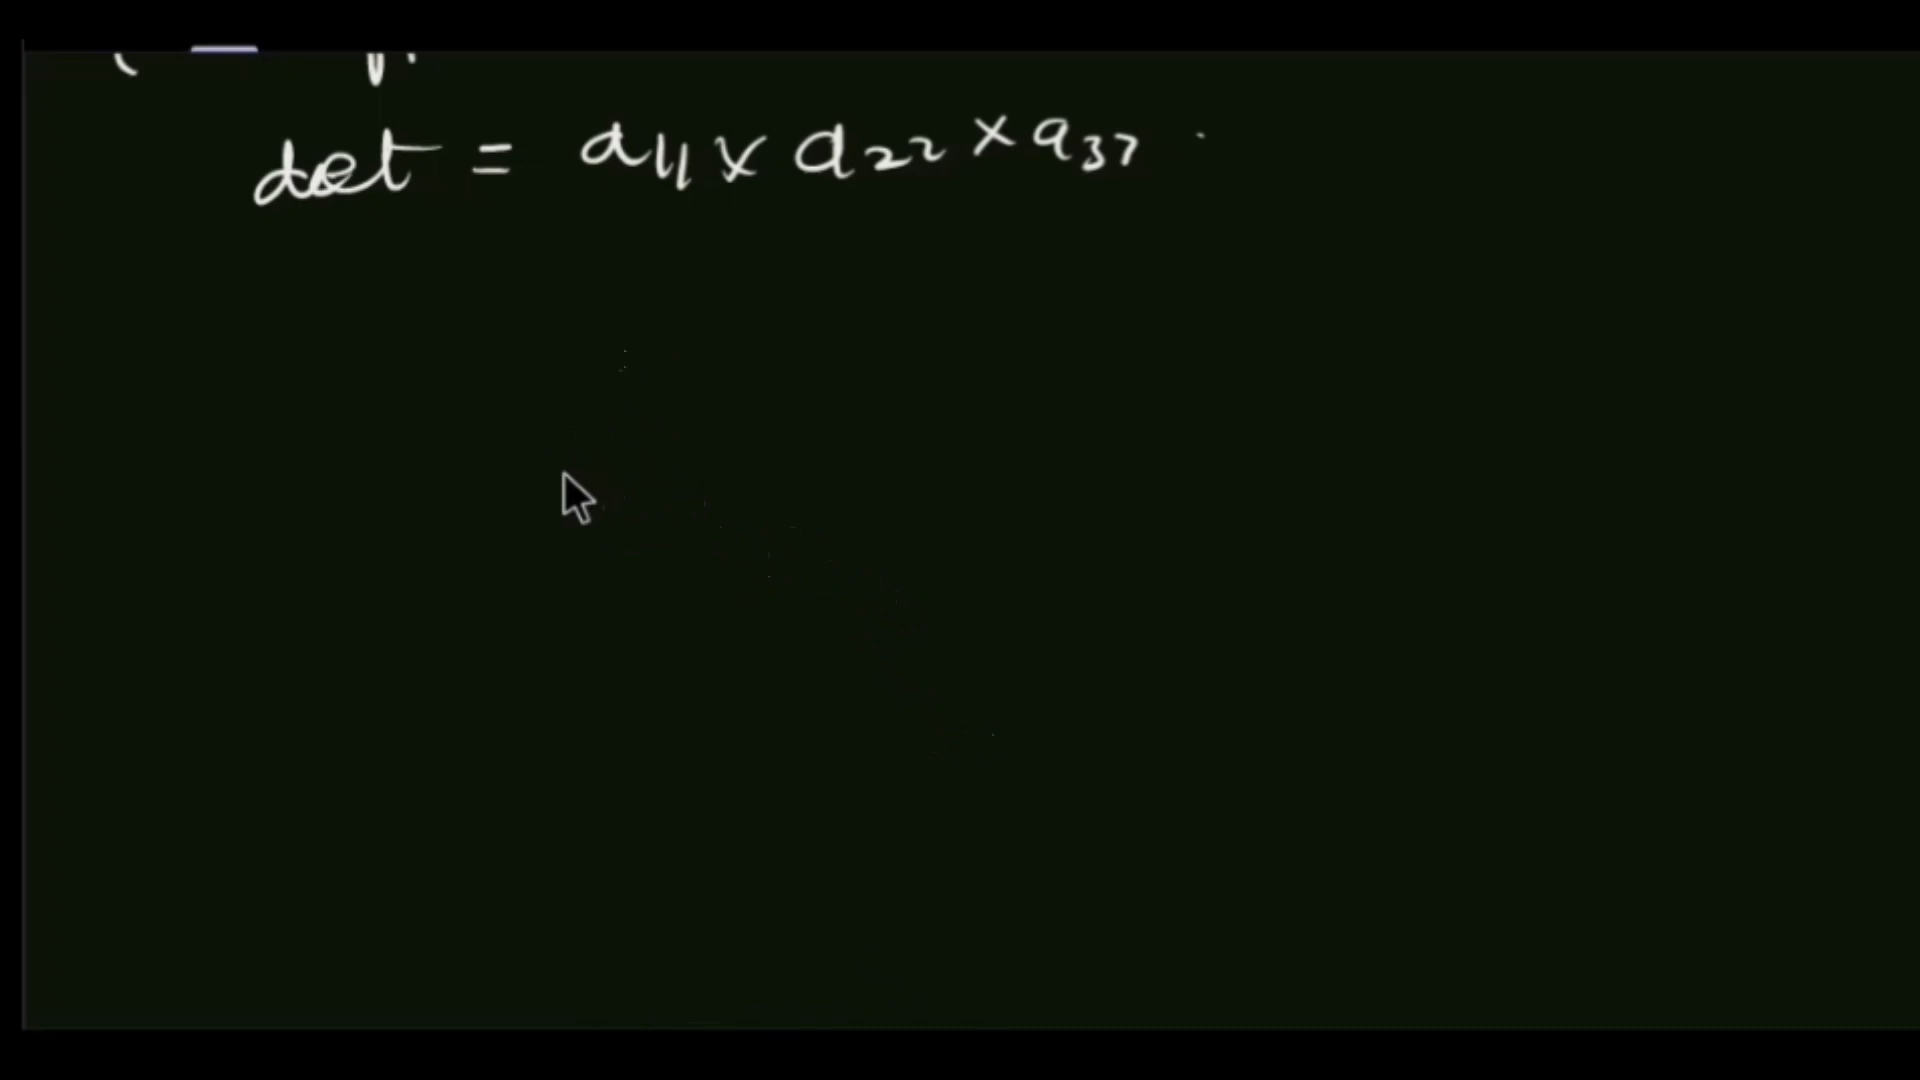 det = a11 x a22 x a33